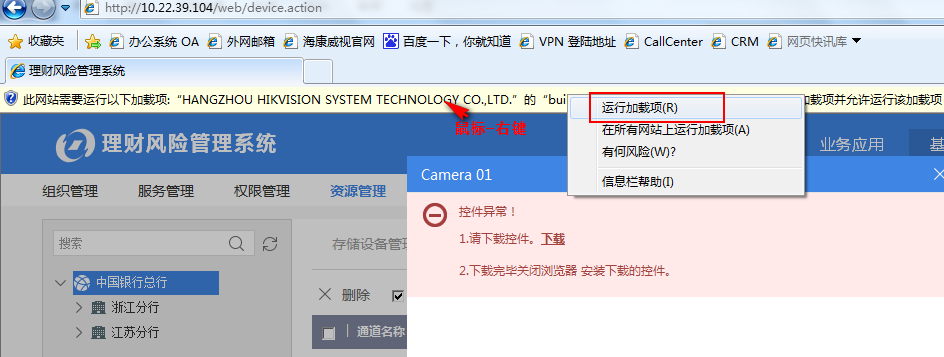 http://10.22.39.104/web/device.action
收藏夹 办公系统 OA 外网邮箱 海康威视官网 百度一下，你就知道 VPN 登陆地址 CallCenter CRM 网页快讯库
理财风险管理系统
此网站需要运行以下加载项:“HANGZHOU HIKVISION SYSTEM TECHNOLOGY CO.,LTD.”的“bui
加载项并允许运行该加载项
运行加载项(R)
在所有网站上运行加载项(A)
有何风险(W)?
信息栏帮助(I)
鼠标-右键
理财风险管理系统
业务应用 基
组织管理 服务管理 权限管理 资源管理
Camera 01
控件异常！
1.请下载控件。下载
2.下载完毕关闭浏览器 安装下载的控件。
搜索
存储设备管理
中国银行总行
浙江分行
江苏分行
删除
通道名称